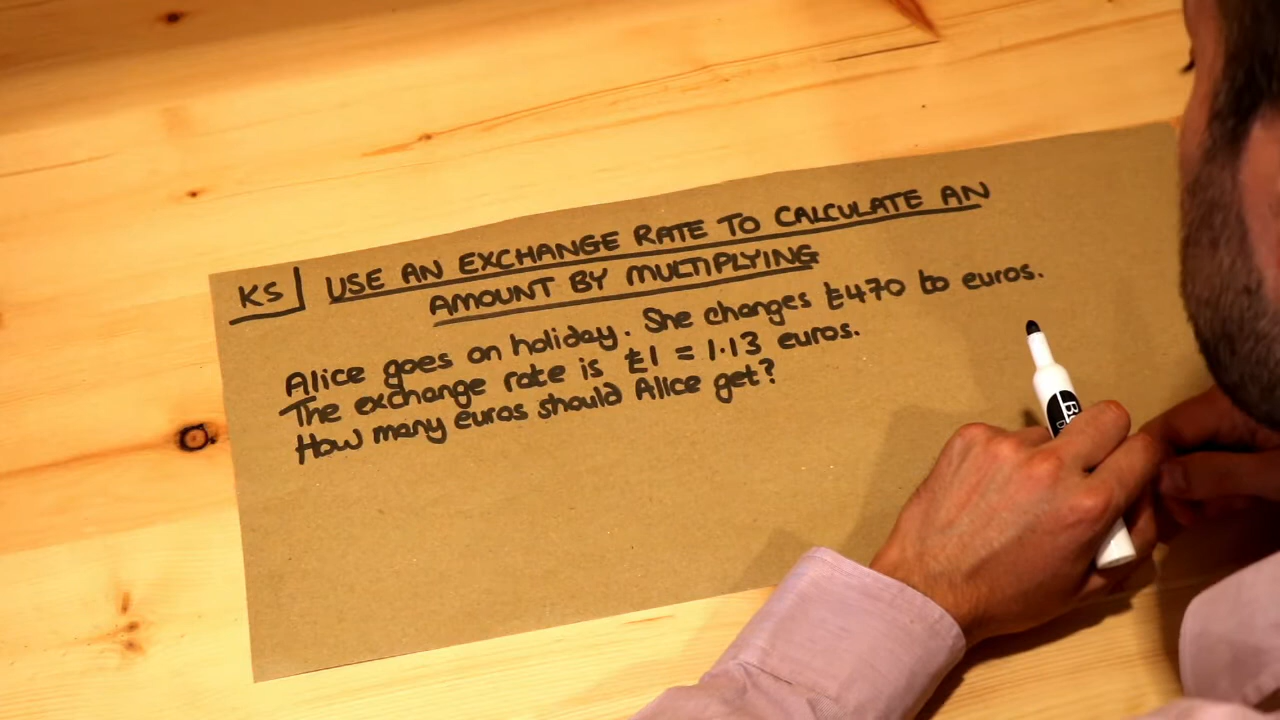 KS
USE AN EXCHANGE RATE TO CALCULATE AN
AMOUNT BY MULTIPLYING
Alice goes on holiday. She changes £470 to euros.
The exchange rate is £1 = 1.13 euros.
How many euros should Alice get?